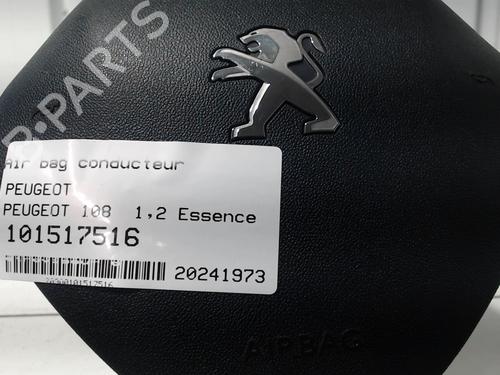 B-PARTS
Air bag conducteur
PEUGEOT
PEUGEOT 108 1,2 Essence
101517516
20241973
AIRBAG